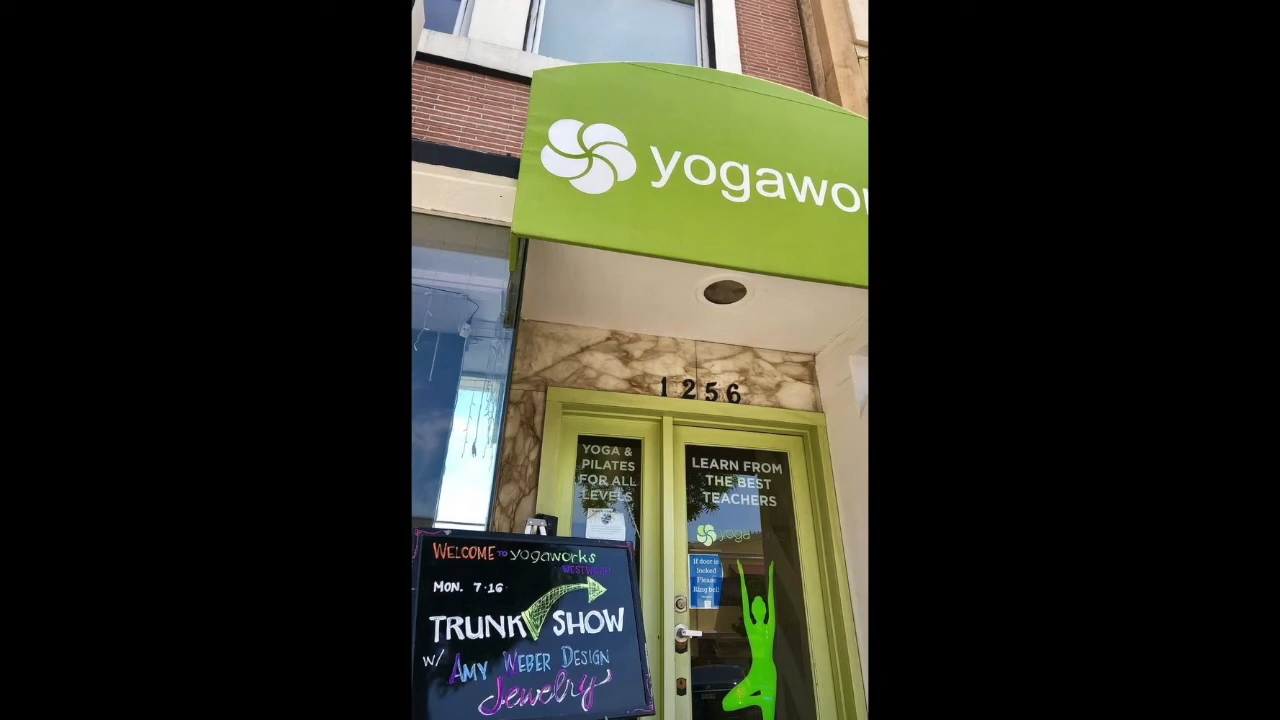 yogawor
1256
YOGA &
PILATES
FOR ALL
LEVELS
LEARN FROM
THE BEST
TEACHERS
yoga
If door is
locked
Please
Ring bell
WELCOME TO yogaworks
WESTWOOD
MON. 7·16
TRUNK SHOW
w/ AMY WEBER DESIGN
Jewelry